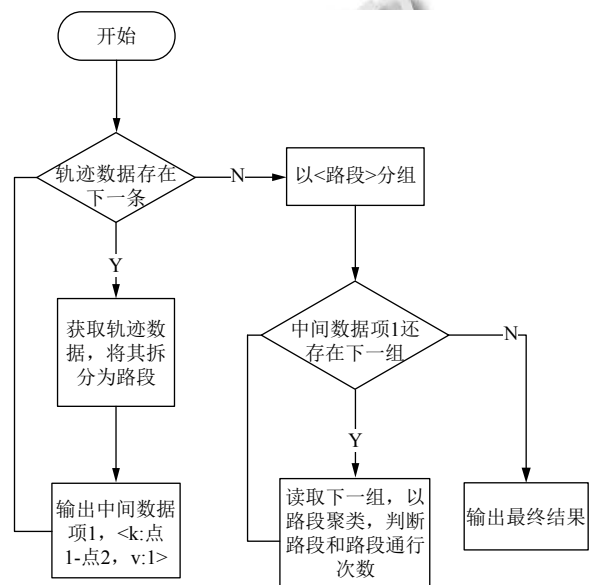 开始
轨迹数据存在
下一条
N
以<路段>分组
Y
获取轨迹数
据，将其拆
分为路段
中间数据项1还
存在下一组
N
Y
输出中间数据
项1，<k:点
1-点2，v:1>
读取下一组，以
路段聚类，判断
路段和路段通行
次数
输出最终结果